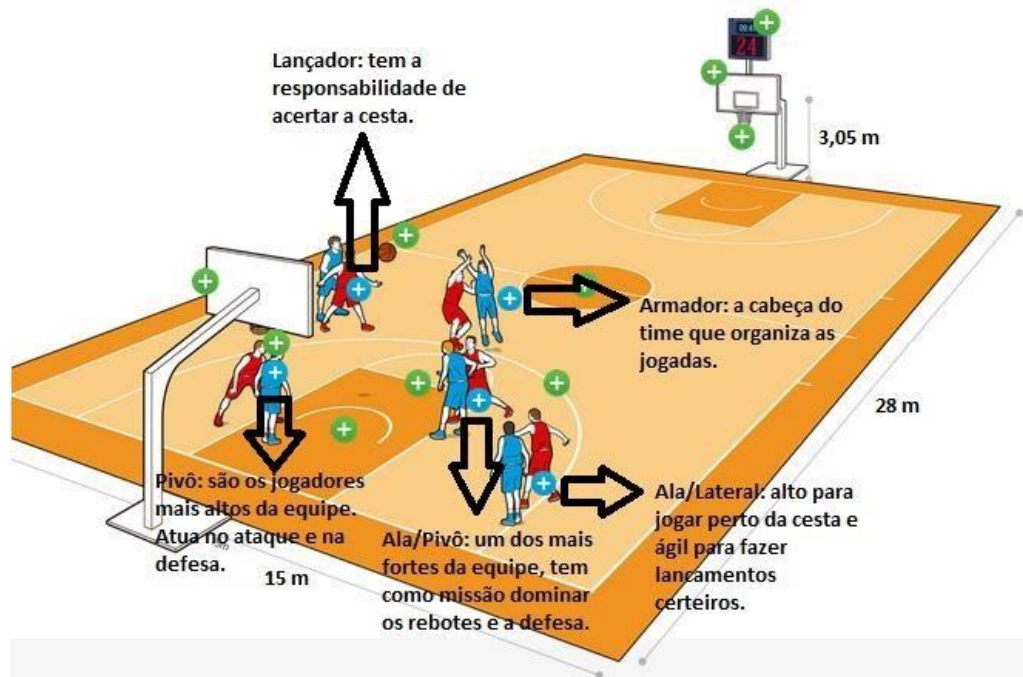 Lançador: tem a
responsabilidade de
acertar a cesta.
24
3,05 m
Armador: a cabeça do
time que organiza as
jogadas.
28 m
Pivô: são os jogadores
mais altos da equipe.
Atua no ataque e na
defesa.
15 m
Ala/Pivô: um dos mais
fortes da equipe, tem
como missão dominar
os rebotes e a defesa.
Ala/Lateral: alto para
jogar perto da cesta e
ágil para fazer
lancamentos
certeiros.